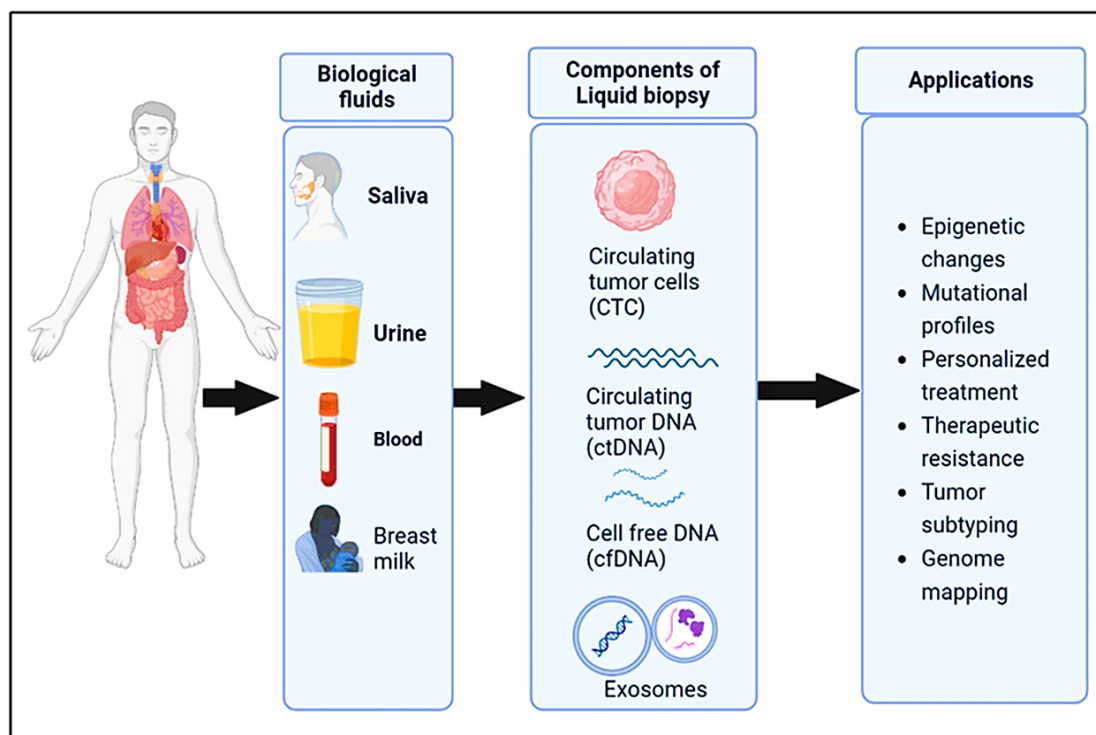 Biological
fluids
Saliva
Urine
Blood
Breast
milk
Components of
Liquid biopsy
Circulating
tumor cells
(CTC)
Circulating
tumor DNA
(ctDNA)
Cell free DNA
(cfDNA)
Exosomes
Applications
• Epigenetic
changes
• Mutational
profiles
• Personalized
treatment
• Therapeutic
resistance
• Tumor
subtyping
• Genome
mapping